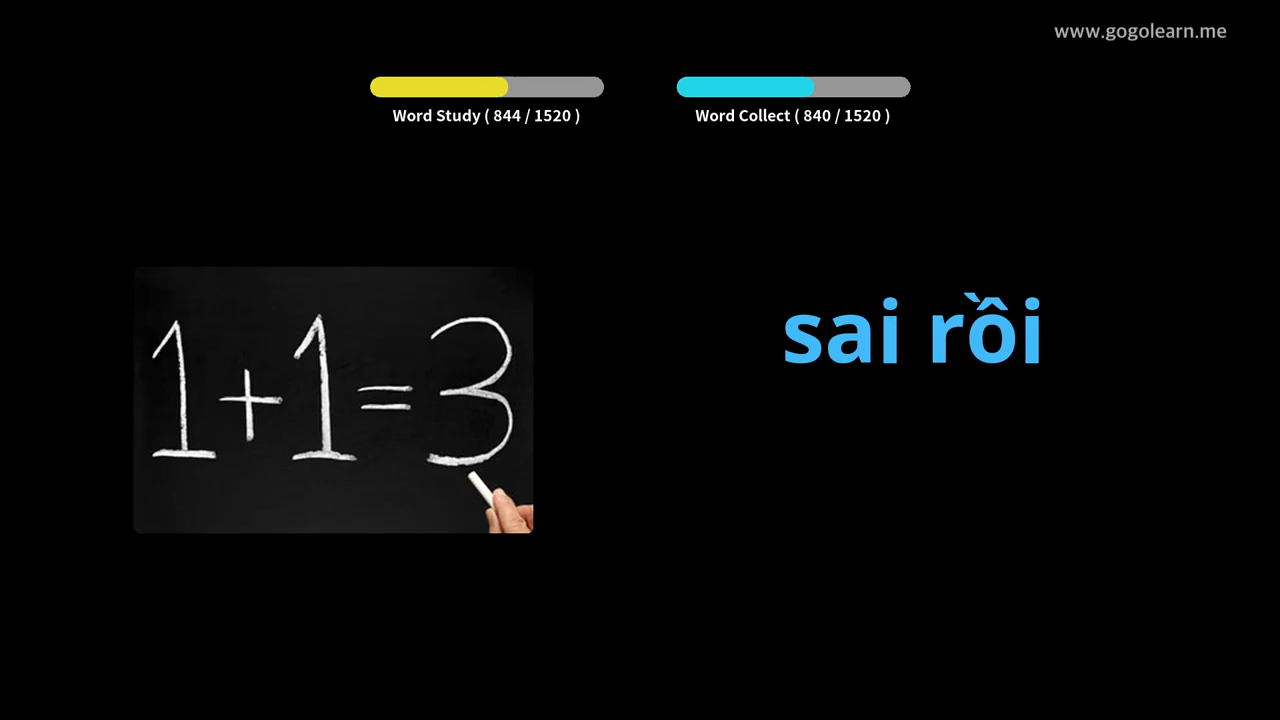 www.gogolearn.me
Word Study ( 844 / 1520 )
Word Collect ( 840 / 1520 )
1+1=3
sai rồi